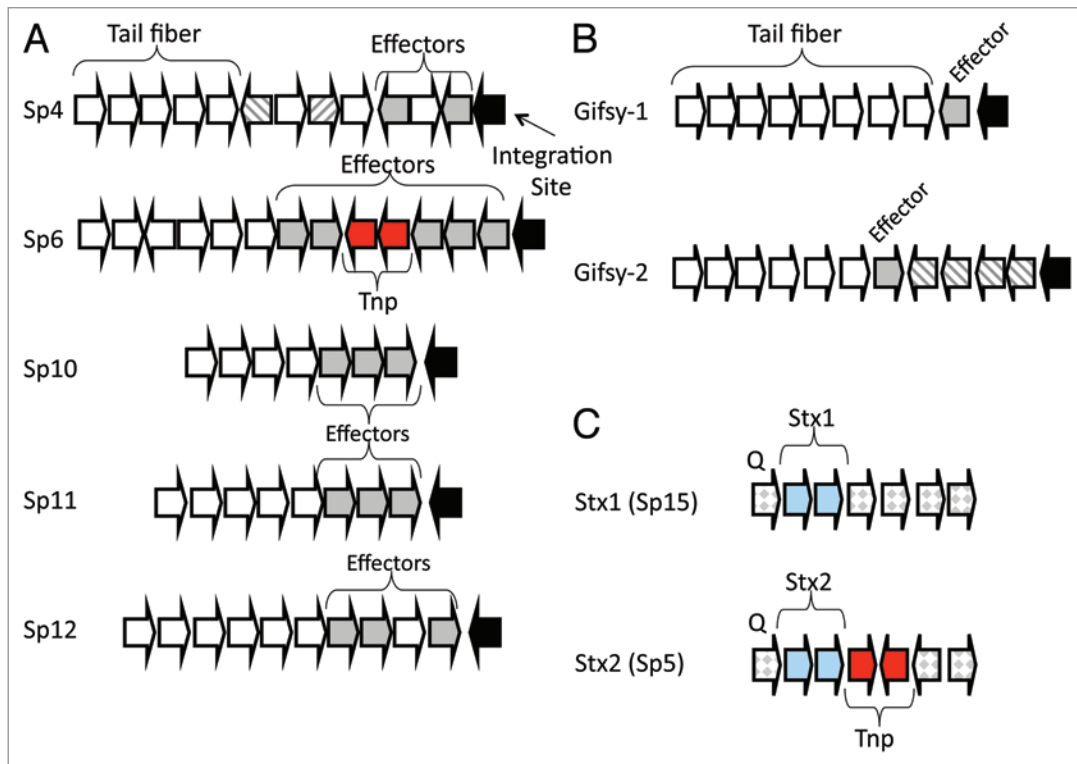 A
Tail fiber
Effectors
Sp4
Integration
Site
Effectors
Sp6
Tnp
Sp10
Effectors
Sp11
Effectors
Sp12
B
Tail fiber
Effector
Gifsy-1
Effector
Gifsy-2
C
Stx1
Q
Stx1 (Sp15)
Stx2
Q
Stx2 (Sp5)
Tnp